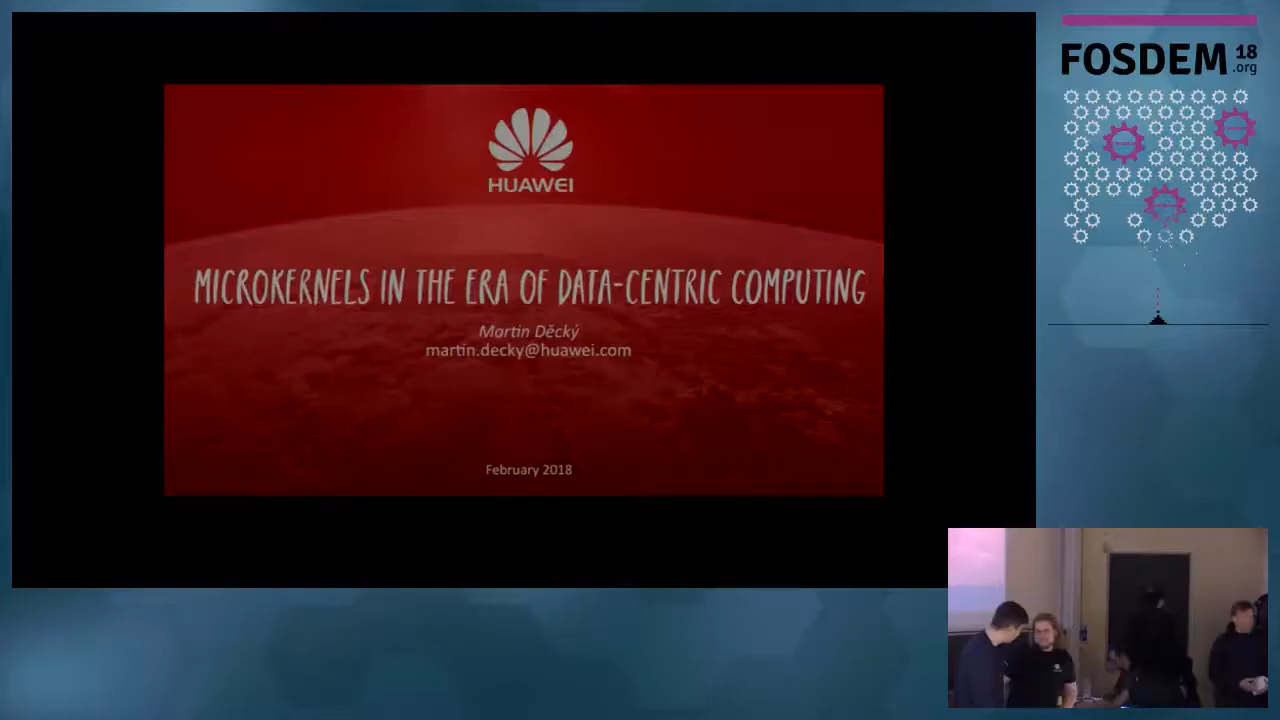 HUAWEI
MICROKERNELS IN THE ERA OF DATA-CENTRIC COMPUTING
Martin Děcký
martin.decky@huawei.com
February 2018
FOSDEM 18
.org